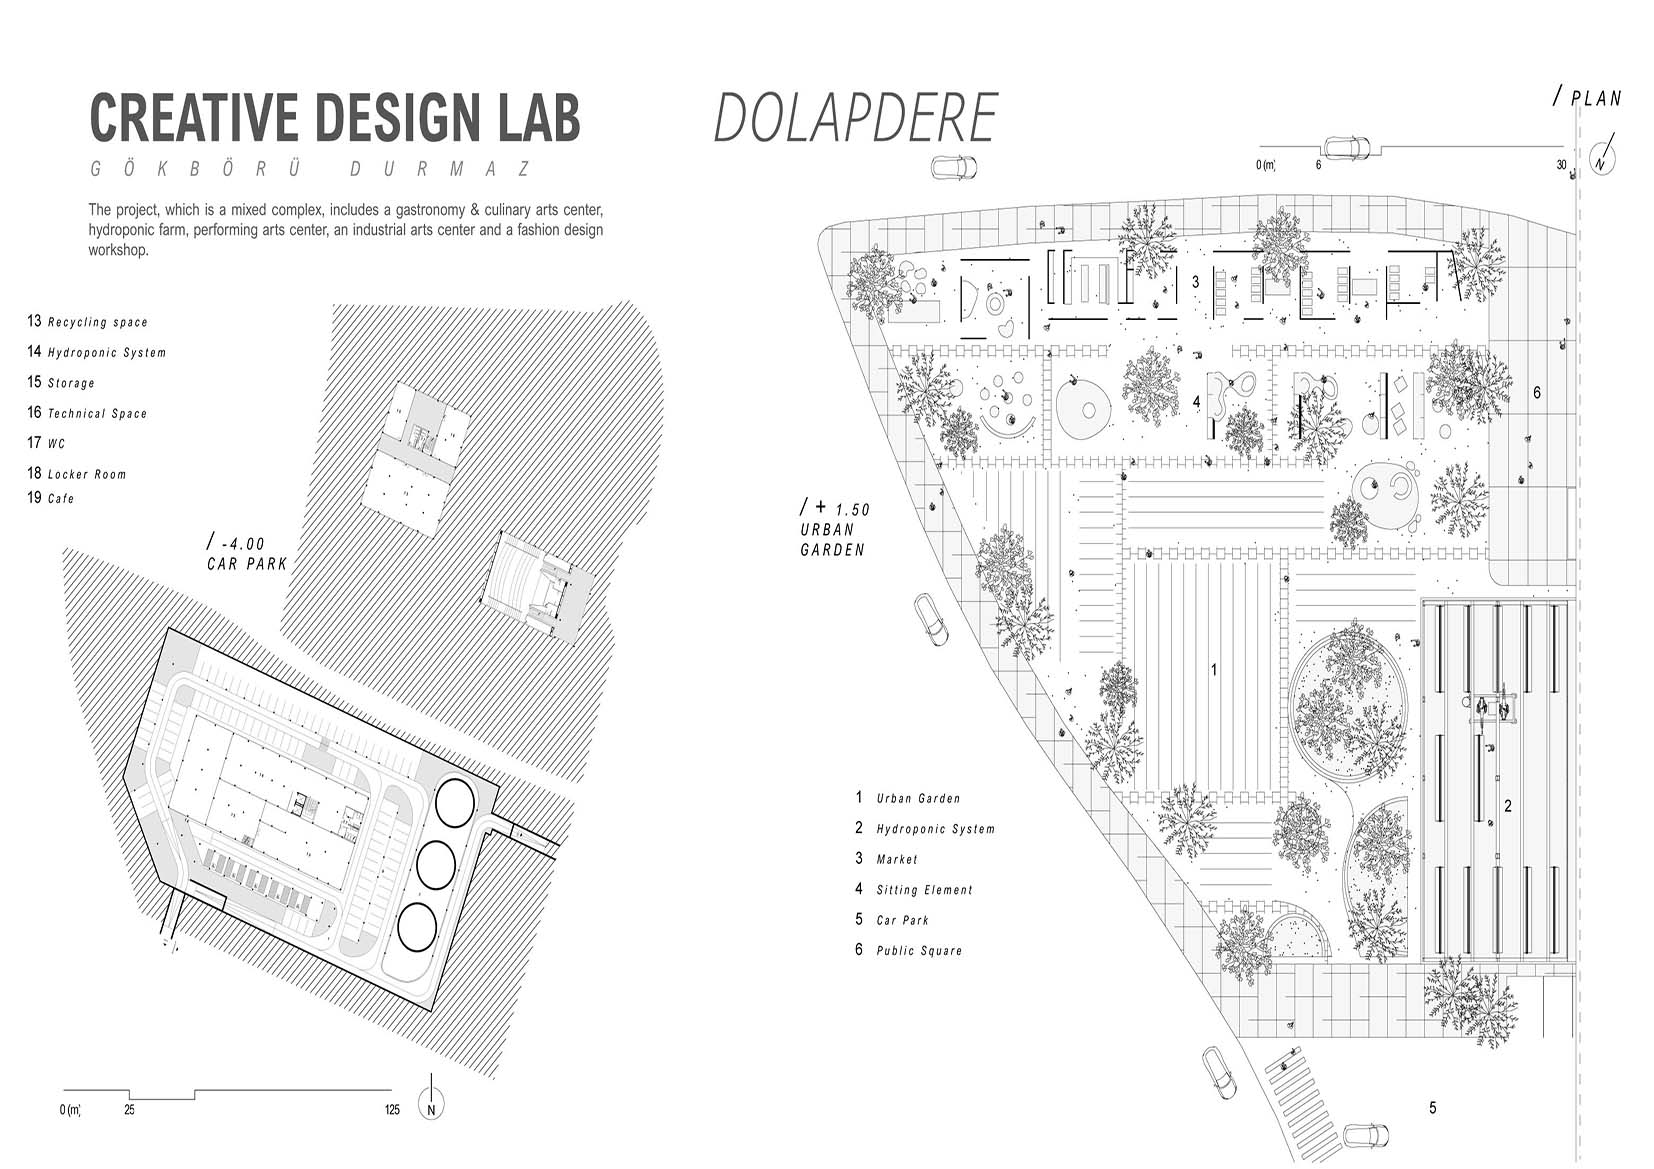 CREATIVE DESIGN LAB
GÖKBÖRÜ DURMAZ
The project, which is a mixed complex, includes a gastronomy & culinary arts center,
hydroponic farm, performing arts center, an industrial arts center and a fashion design
workshop.
13 Recycling space
14 Hydroponic System
15 Storage
16 Technical Space
17 WC
18 Locker Room
19 Cafe
/ -4.00
CAR PARK
0 (m)
25
125
N
DOLAPDERE
/ PLAN
0 (m)
6
30
N
/ + 1.50
URBAN
GARDEN
1 Urban Garden
2 Hydroponic System
3 Market
4 Sitting Element
5 Car Park
6 Public Square
3
4
6
1
2
5